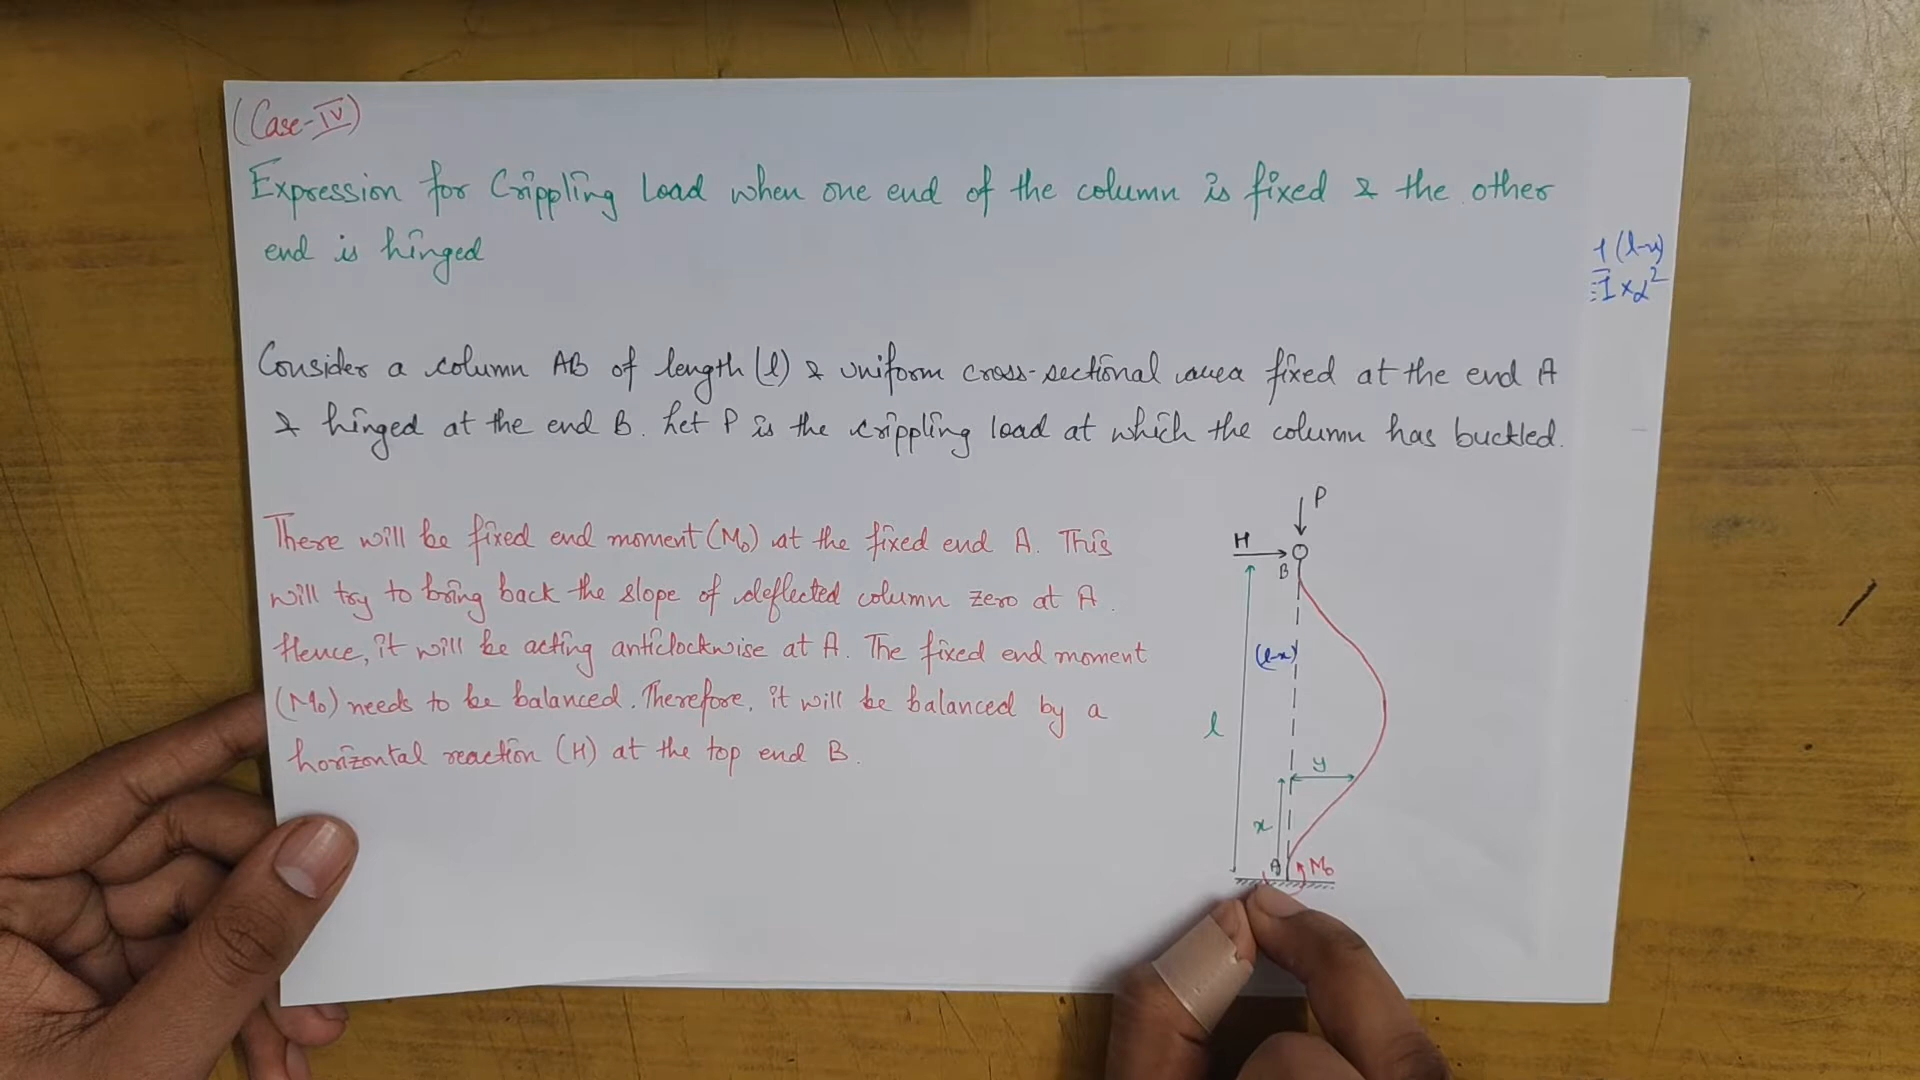 (Case-IV)
Expression for Crippling Load when one end of the column is fixed & the other
end is hinged
1 (l-x)
I x d²
Consider a column AB of length (l) & uniform cross-sectional area fixed at the end A
& hinged at the end B. Let P is the crippling load at which the column has buckled.
There will be fixed end moment (M₀) at the fixed end A. This
will try to bring back the slope of deflected column zero at A.
Hence, it will be acting anticlockwise at A. The fixed end moment
(M₀) needs to be balanced. Therefore, it will be balanced by a
horizontal reaction (H) at the top end B.
P
H
B
(l-x)
l
y
x
A
M₀